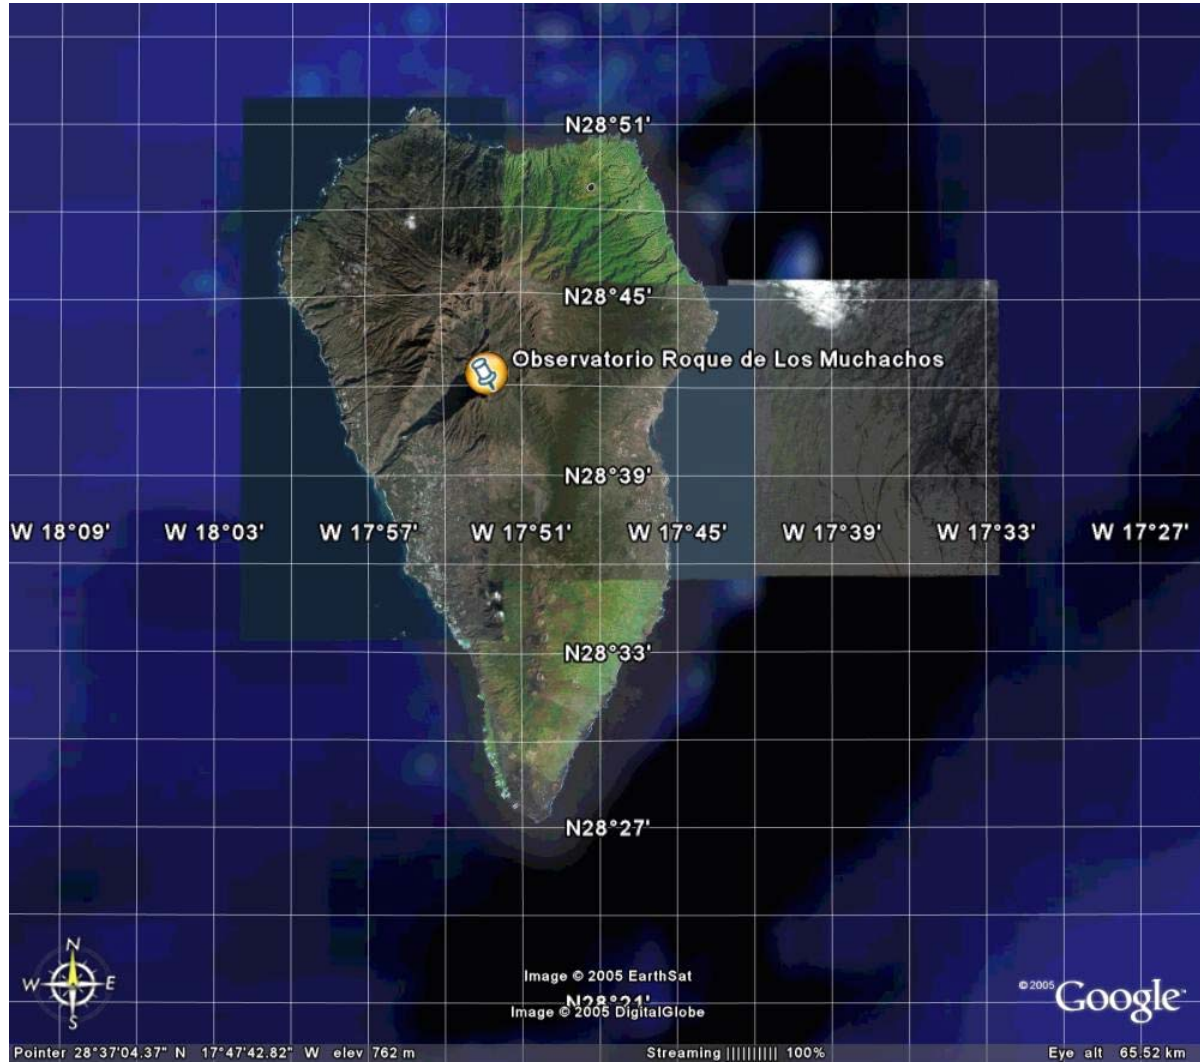 N28°51'
N28°45'
Observatorio Roque de Los Muchachos
N28°39'
W 18°09' W 18°03' W 17°57' W 17°51' W 17°45' W 17°39' W 17°33' W 17°27'
N28°33'
N28°27'
N
W E
S
Image © 2005 EarthSat
N28°21'
Image © 2005 DigitalGlobe
© 2005 Google™
Pointer 28°37'04.37" N 17°47'42.82" W elev 762 m Streaming |||||||||| 100% Eye alt 65.52 km